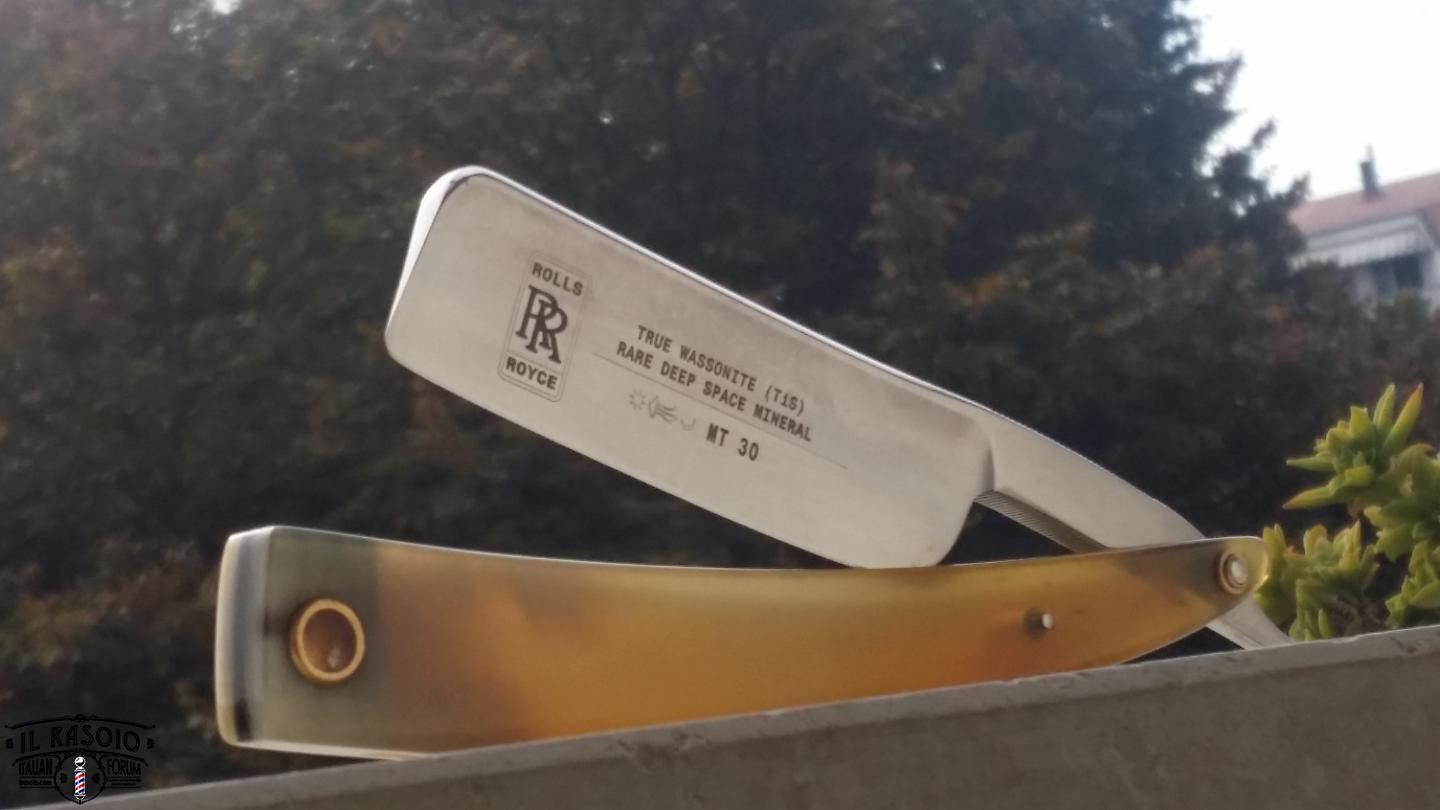 ROLLS
RR
ROYCE
TRUE WASSONITE (TiS)
RARE DEEP SPACE MINERAL
MT 30
IL RASOIO
ITALIAN FORUM